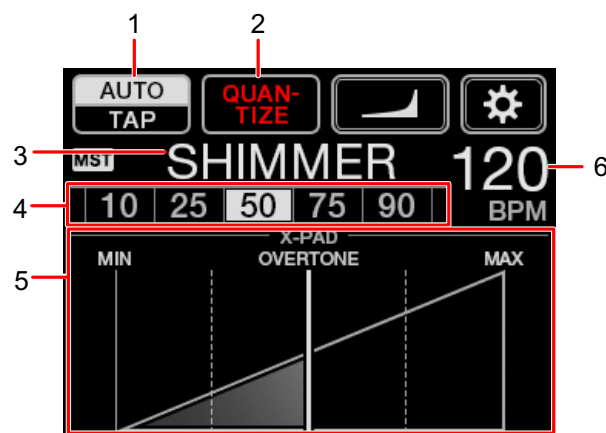 1
2
AUTO
TAP
QUAN-
TIZE
3
MST
SHIMMER
120
6
4
10 25 50 75 90
BPM
5
X-PAD
MIN OVERTONE MAX